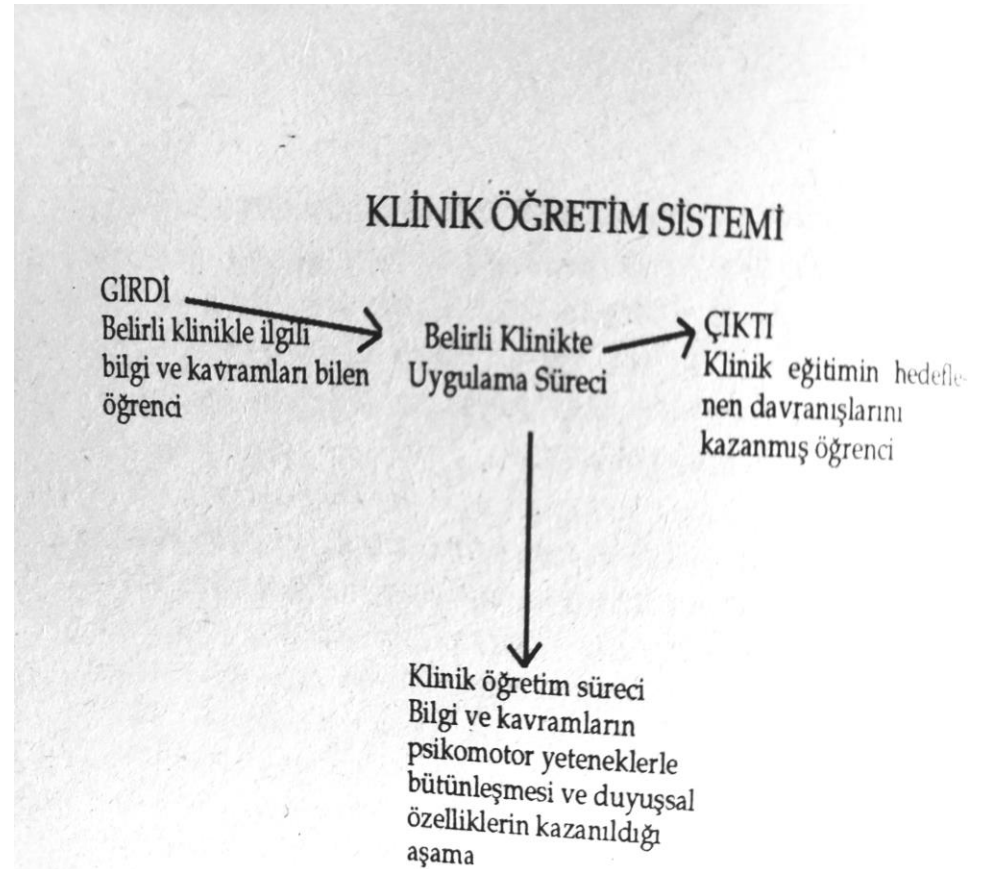 KLİNİK ÖĞRETİM SİSTEMİ
GİRDİ
Belirli klinikle ilgili
bilgi ve kavramları bilen
öğrenci
Belirli Klinikte
Uygulama Süreci
ÇIKTI
Klinik eğitimin hedefle-
nen davranışlarını
kazanmış öğrenci
Klinik öğretim süreci
Bilgi ve kavramların
psikomotor yeteneklerle
bütünleşmesi ve duyuşsal
özelliklerin kazanıldığı
aşama